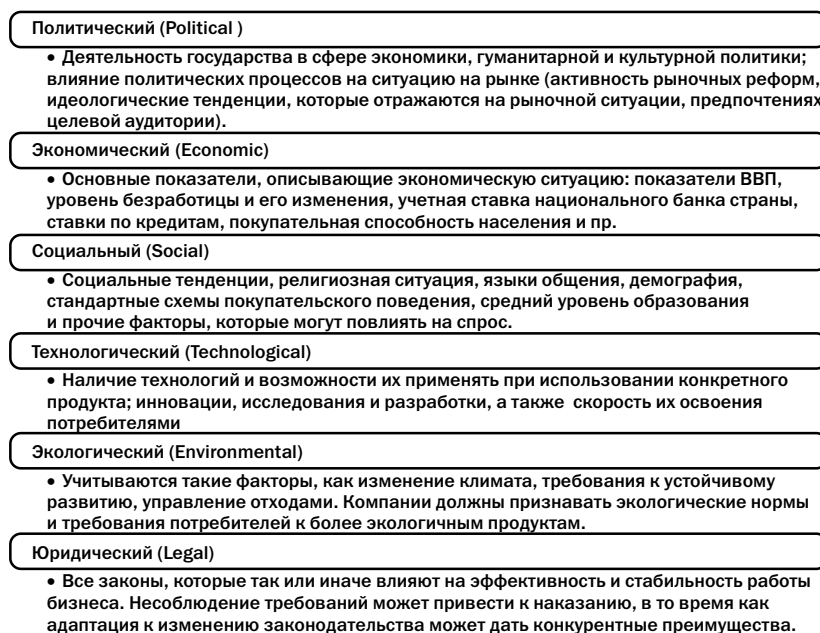 Политический (Political )
• Деятельность государства в сфере экономики, гуманитарной и культурной политики;
влияние политических процессов на ситуацию на рынке (активность рыночных реформ,
идеологические тенденции, которые отражаются на рыночной ситуации, предпочтениях
целевой аудитории).
Экономический (Economic)
• Основные показатели, описывающие экономическую ситуацию: показатели ВВП,
уровень безработицы и его изменения, учетная ставка национального банка страны,
ставки по кредитам, покупательная способность населения и пр.
Социальный (Social)
• Социальные тенденции, религиозная ситуация, языки общения, демография,
стандартные схемы покупательского поведения, средний уровень образования
и прочие факторы, которые могут повлиять на спрос.
Технологический (Technological)
• Наличие технологий и возможности их применять при использовании конкретного
продукта; инновации, исследования и разработки, а также  скорость их освоения
потребителями
Экологический (Environmental)
• Учитываются такие факторы, как изменение климата, требования к устойчивому
развитию, управление отходами. Компании должны признавать экологические нормы
и требования потребителей к более экологичным продуктам.
Юридический (Legal)
• Все законы, которые так или иначе влияют на эффективность и стабильность работы
бизнеса. Несоблюдение требований может привести к наказанию, в то время как
адаптация к изменению законодательства может дать конкурентные преимущества.